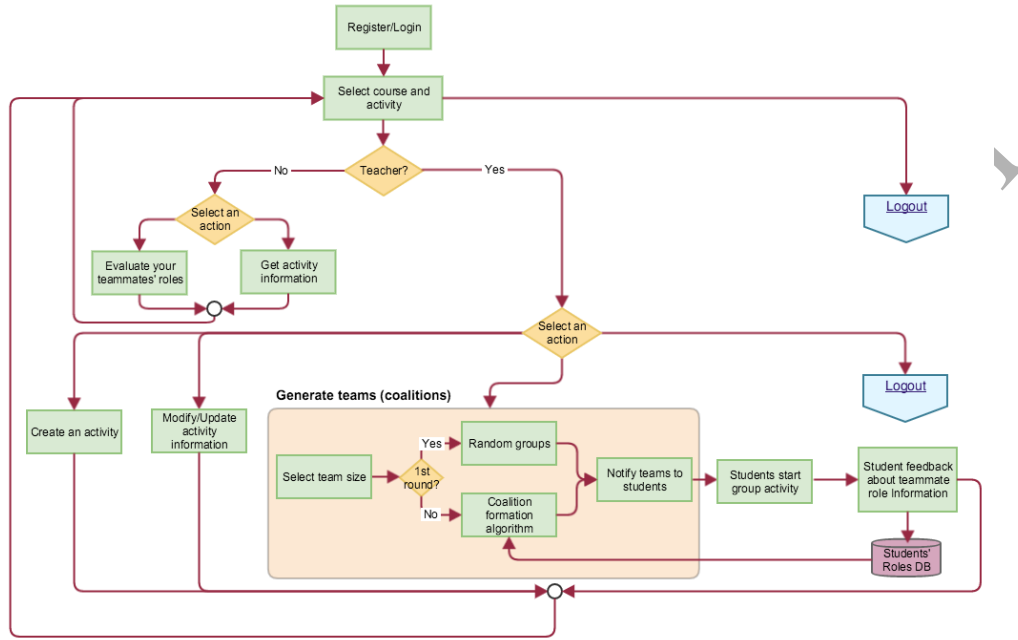 Register/Login
Select course and
activity
No
Teacher?
Yes
Logout
Select an
action
Evaluate your
teammates' roles
Get activity
information
Select an
action
Logout
Generate teams (coalitions)
Create an activity
Modify/Update
activity
information
Select team size
1st
round?
Yes
No
Random groups
Coalition
formation
algorithm
Notify teams to
students
Students start
group activity
Student feedback
about teammate
role Information
Students'
Roles DB